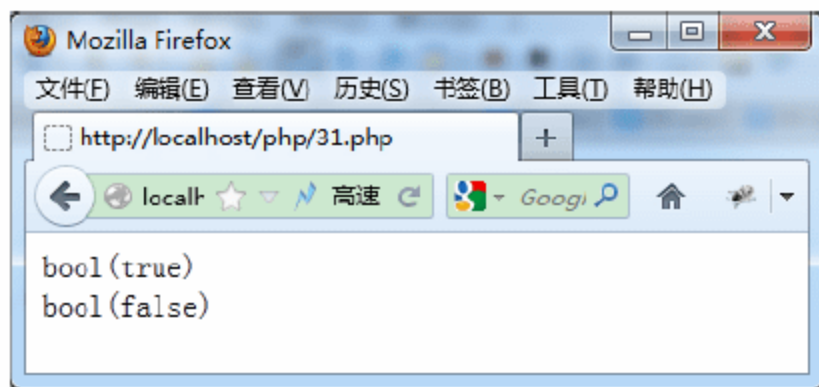 Mozilla Firefox
文件(F) 编辑(E) 查看(V) 历史(S) 书签(B) 工具(T) 帮助(H)
http://localhost/php/31.php +
localh 高速 Googl
bool(true)
bool(false)